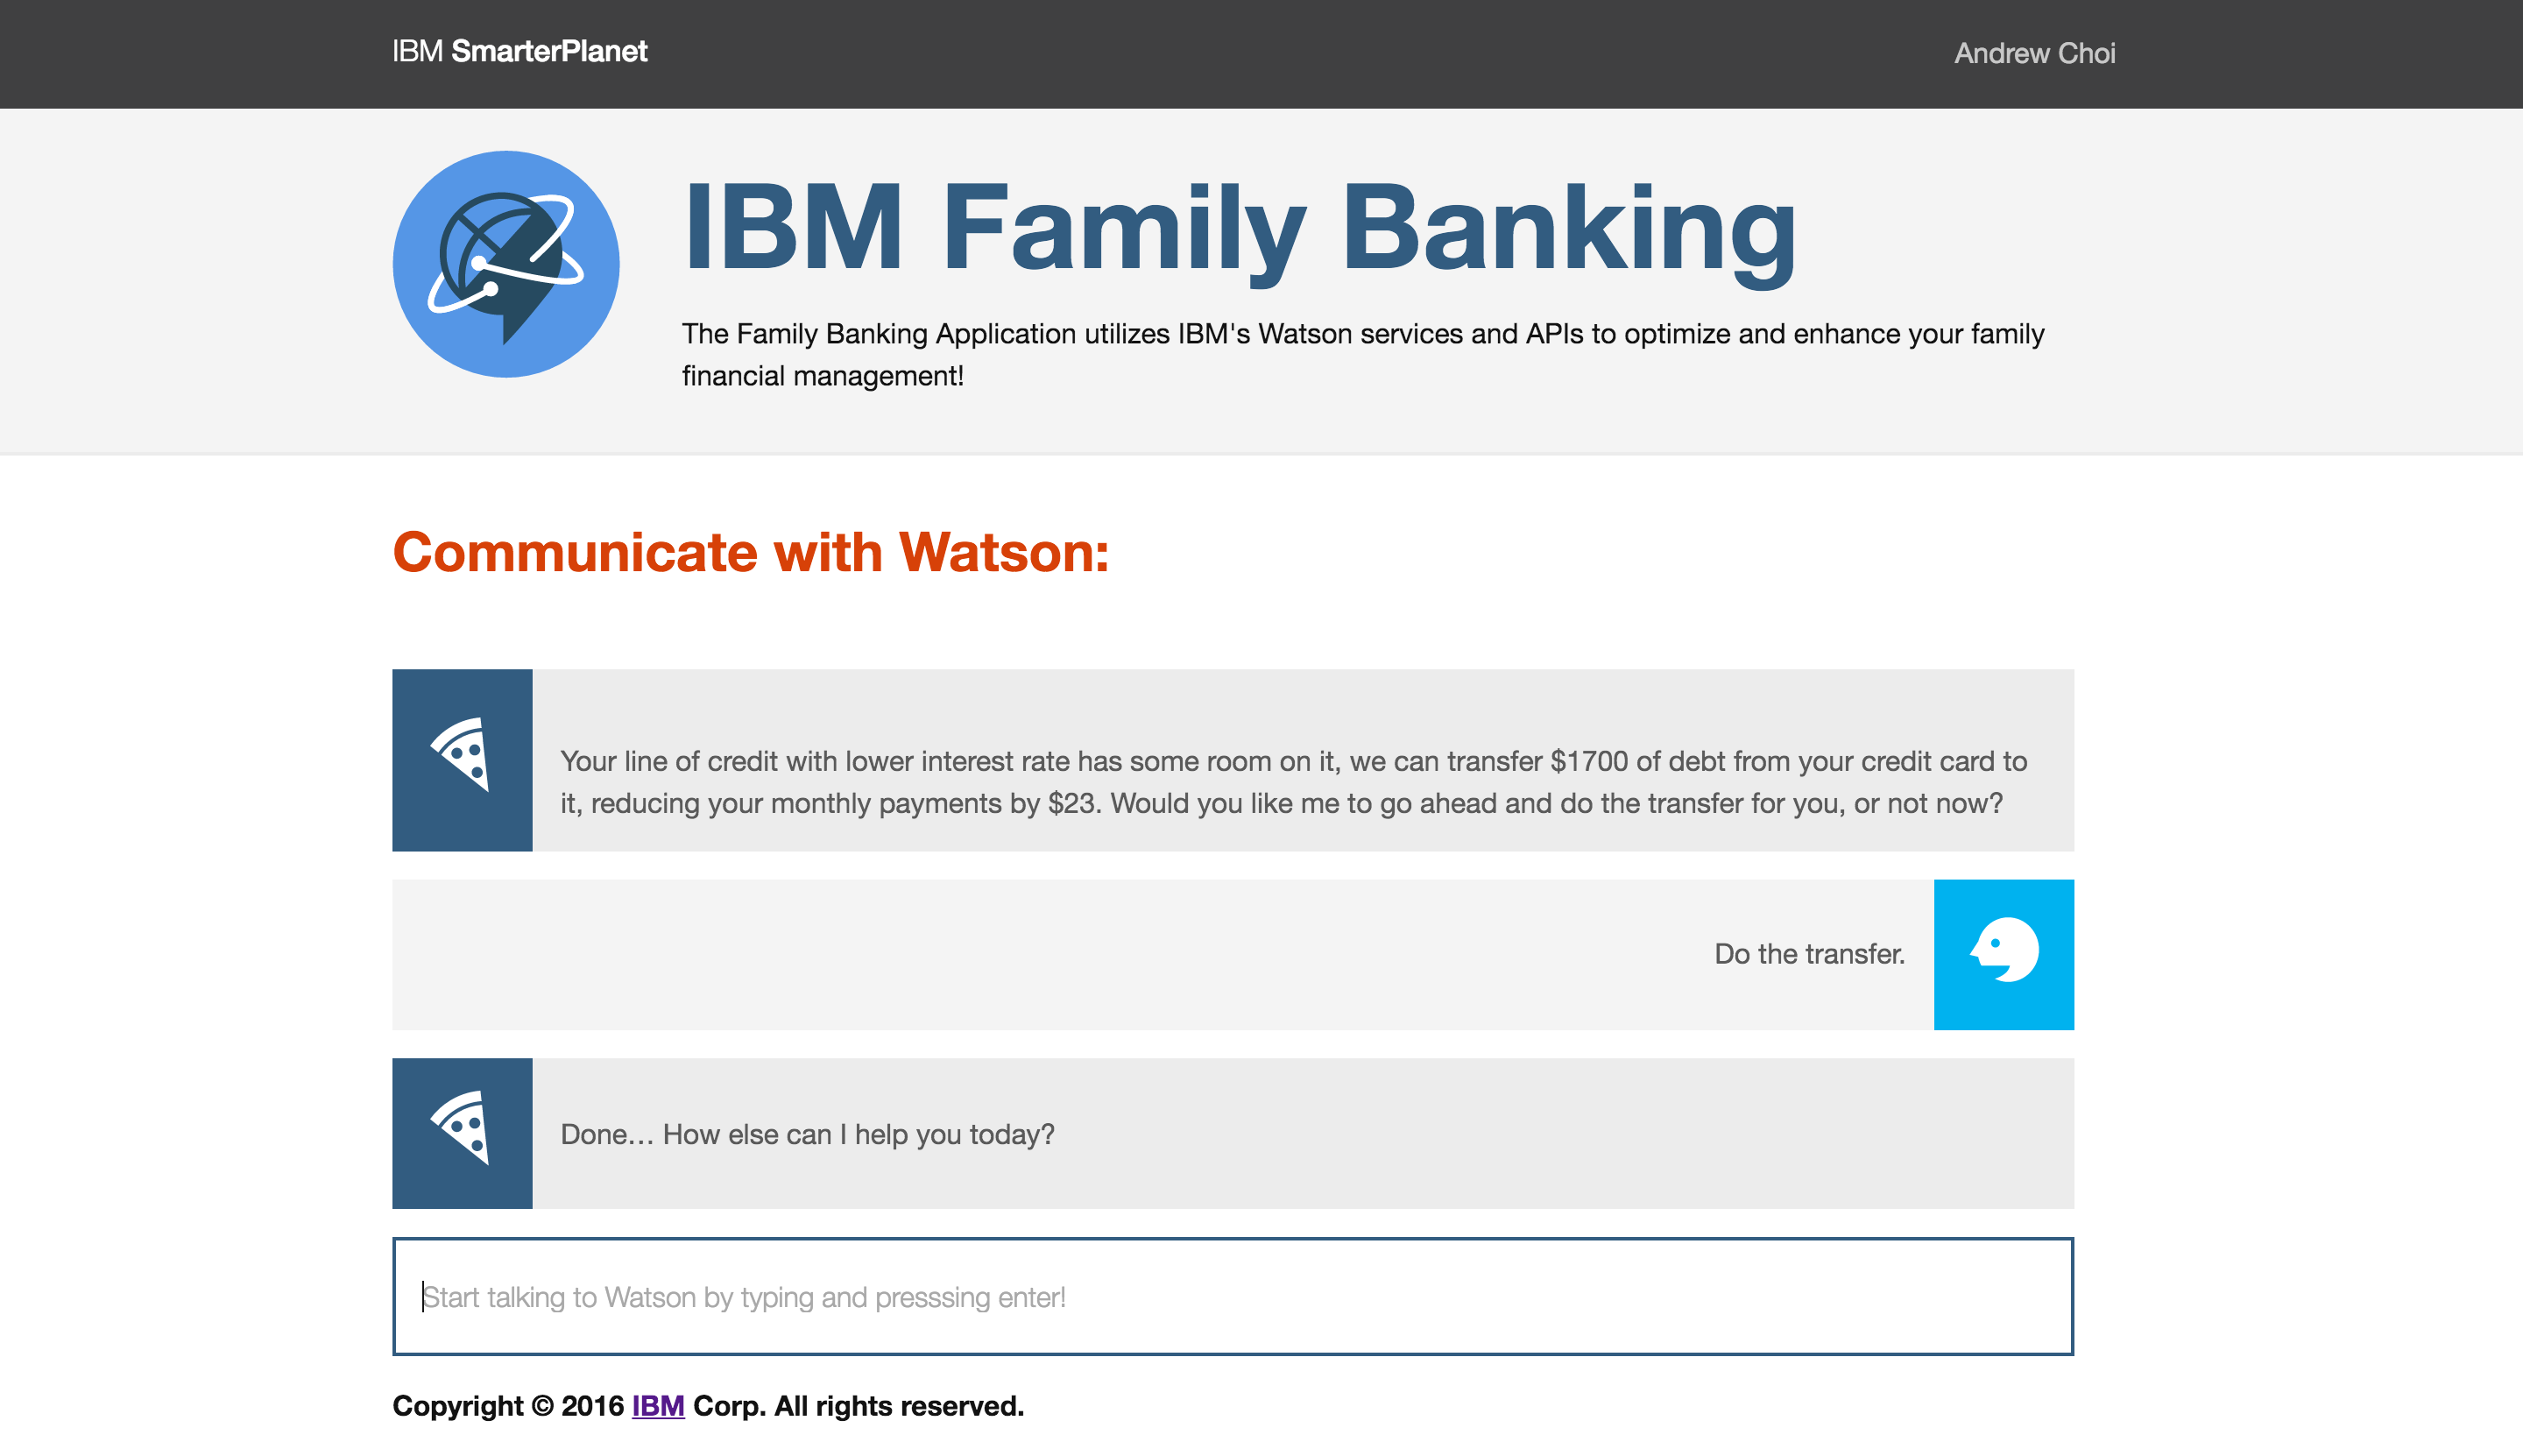 IBM SmarterPlanet
Andrew Choi
IBM Family Banking
The Family Banking Application utilizes IBM's Watson services and APIs to optimize and enhance your family
financial management!
Communicate with Watson:
Your line of credit with lower interest rate has some room on it, we can transfer $1700 of debt from your credit card to
it, reducing your monthly payments by $23. Would you like me to go ahead and do the transfer for you, or not now?
Do the transfer.
Done... How else can I help you today?
Start talking to Watson by typing and presssing enter!
Copyright © 2016 IBM Corp. All rights reserved.